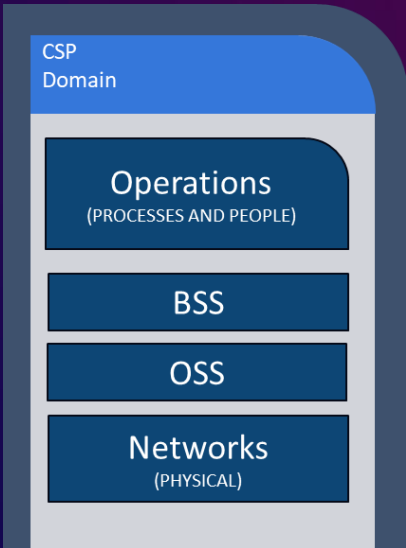 CSP
Domain
Operations
(PROCESSES AND PEOPLE)
BSS
OSS
Networks
(PHYSICAL)